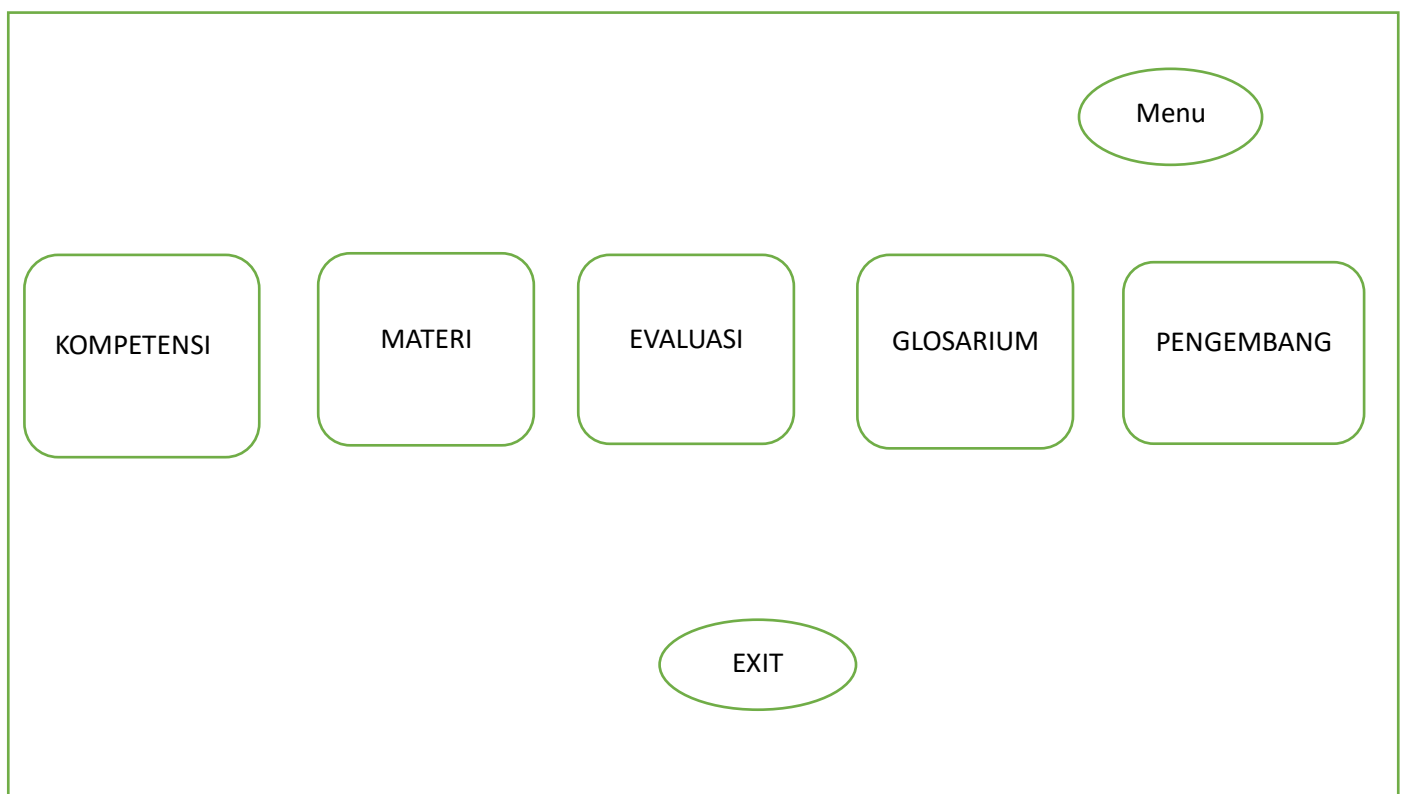 Menu
KOMPETENSI
MATERI
EVALUASI
GLOSARIUM
PENGEMBANG
EXIT